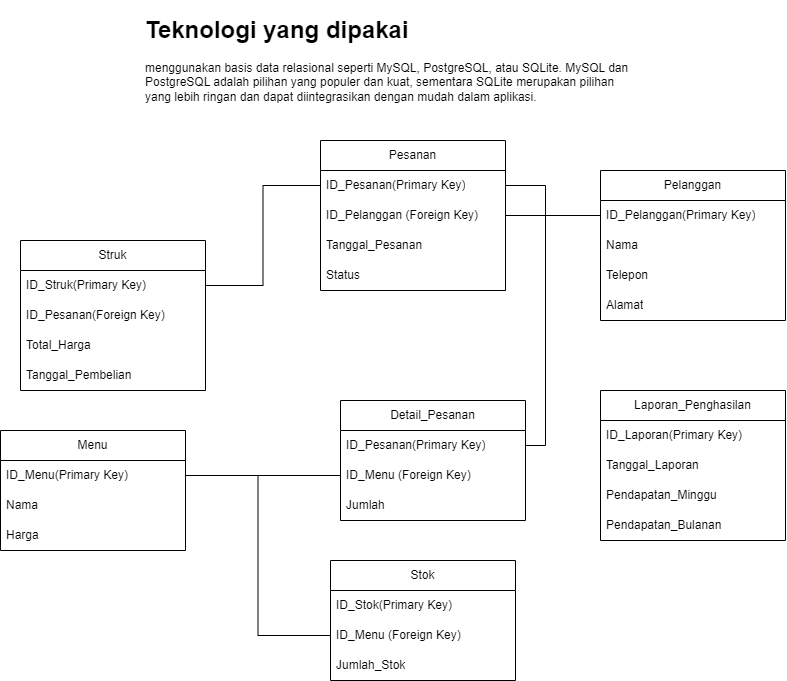 Teknologi yang dipakai
menggunakan basis data relasional seperti MySQL, PostgreSQL, atau SQLite. MySQL dan
PostgreSQL adalah pilihan yang populer dan kuat, sementara SQLite merupakan pilihan
yang lebih ringan dan dapat diintegrasikan dengan mudah dalam aplikasi.
Pesanan
ID_Pesanan(Primary Key)
ID_Pelanggan (Foreign Key)
Tanggal_Pesanan
Status
Pelanggan
ID_Pelanggan(Primary Key)
Nama
Telepon
Alamat
Struk
ID_Struk(Primary Key)
ID_Pesanan(Foreign Key)
Total_Harga
Tanggal_Pembelian
Detail_Pesanan
ID_Pesanan(Primary Key)
ID_Menu (Foreign Key)
Jumlah
Laporan_Penghasilan
ID_Laporan(Primary Key)
Tanggal_Laporan
Pendapatan_Minggu
Pendapatan_Bulanan
Menu
ID_Menu(Primary Key)
Nama
Harga
Stok
ID_Stok(Primary Key)
ID_Menu (Foreign Key)
Jumlah_Stok